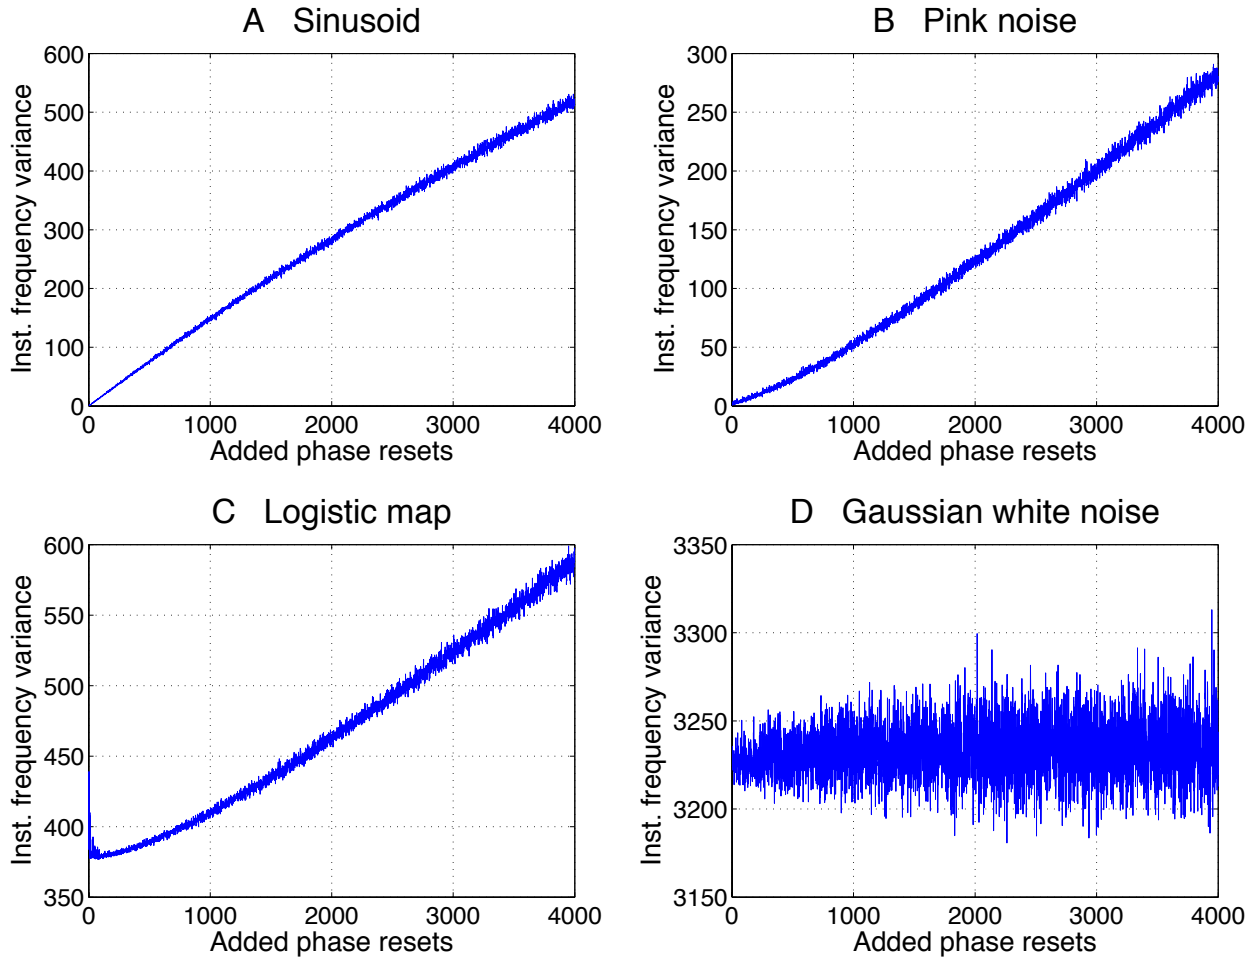 A Sinusoid
600
500
400
300
200
100
0
Inst. frequency variance
0 1000 2000 3000 4000
Added phase resets
B Pink noise
300
250
200
150
100
50
0
Inst. frequency variance
0 1000 2000 3000 4000
Added phase resets
C Logistic map
600
550
500
450
400
350
Inst. frequency variance
0 1000 2000 3000 4000
Added phase resets
D Gaussian white noise
3350
3300
3250
3200
3150
Inst. frequency variance
0 1000 2000 3000 4000
Added phase resets